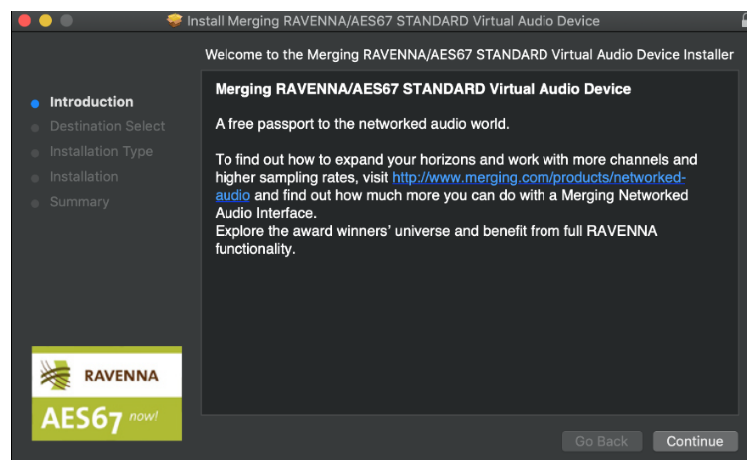 Install Merging RAVENNA/AES67 STANDARD Virtual Audio Device
Welcome to the Merging RAVENNA/AES67 STANDARD Virtual Audio Device Installer
Introduction
Destination Select
Installation Type
Installation
Summary
Merging RAVENNA/AES67 STANDARD Virtual Audio Device
A free passport to the networked audio world.
To find out how to expand your horizons and work with more channels and
higher sampling rates, visit http://www.merging.com/products/networked-
audio and find out how much more you can do with a Merging Networked
Audio Interface.
Explore the award winners' universe and benefit from full RAVENNA
functionality.
RAVENNA
AES67 now!
Go Back
Continue